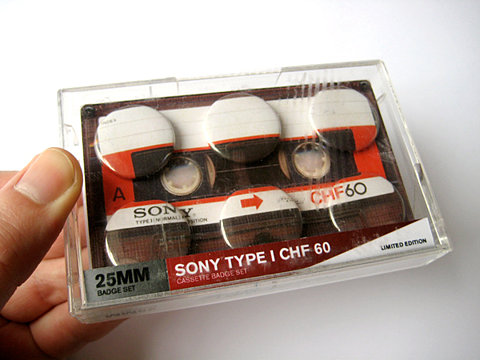 A
SONY
TYPE I (NORMAL) POSITION
CHF60
25MM
BADGE SET
SONY TYPE I CHF 60
CASSETTE BADGE SET
LIMITED EDITION